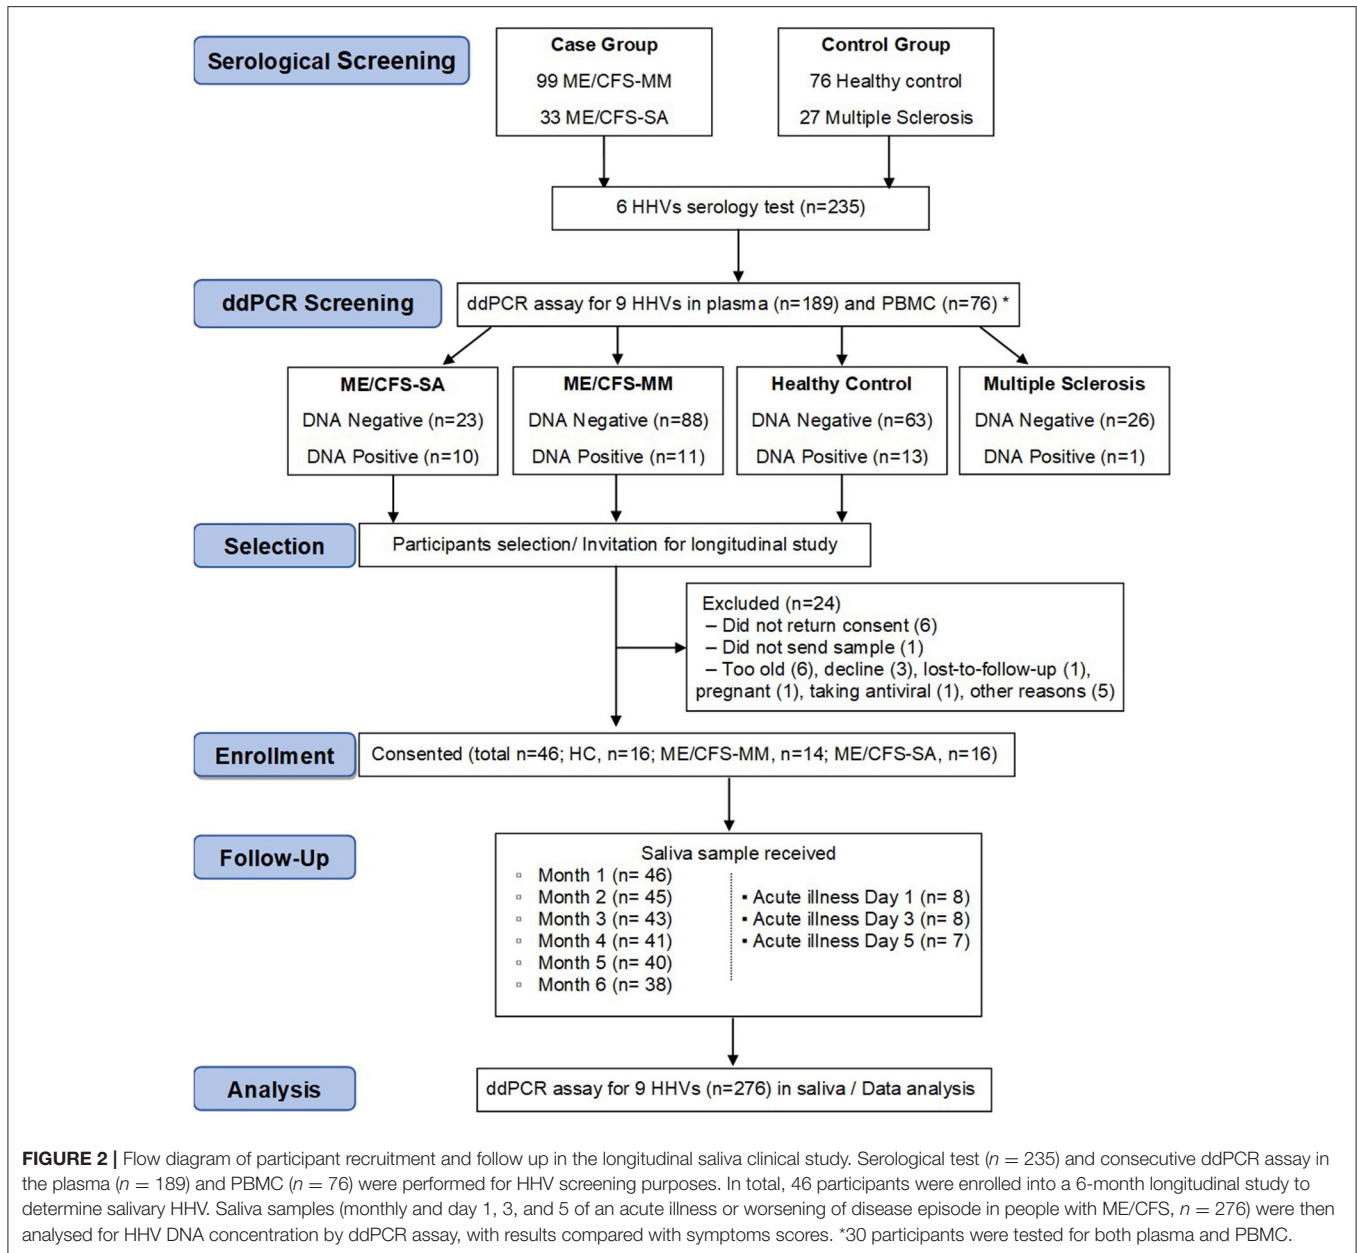 Serological Screening
Case Group
99 ME/CFS-MM
33 ME/CFS-SA
Control Group
76 Healthy control
27 Multiple Sclerosis
6 HHVs serology test (n=235)
ddPCR Screening
ddPCR assay for 9 HHVs in plasma (n=189) and PBMC (n=76) *
ME/CFS-SA
DNA Negative (n=23)
DNA Positive (n=10)
ME/CFS-MM
DNA Negative (n=88)
DNA Positive (n=11)
Healthy Control
DNA Negative (n=63)
DNA Positive (n=13)
Multiple Sclerosis
DNA Negative (n=26)
DNA Positive (n=1)
Selection
Participants selection/ Invitation for longitudinal study
Excluded (n=24)
– Did not return consent (6)
– Did not send sample (1)
– Too old (6), decline (3), lost-to-follow-up (1),
pregnant (1), taking antiviral (1), other reasons (5)
Enrollment
Consented (total n=46; HC, n=16; ME/CFS-MM, n=14; ME/CFS-SA, n=16)
Follow-Up
Saliva sample received
▫ Month 1 (n= 46)
▫ Month 2 (n= 45)
▫ Month 3 (n= 43)
▫ Month 4 (n= 41)
▫ Month 5 (n= 40)
▫ Month 6 (n= 38)
▪ Acute illness Day 1 (n= 8)
▪ Acute illness Day 3 (n= 8)
▪ Acute illness Day 5 (n= 7)
Analysis
ddPCR assay for 9 HHVs (n=276) in saliva / Data analysis
FIGURE 2 | Flow diagram of participant recruitment and follow up in the longitudinal saliva clinical study. Serological test (n = 235) and consecutive ddPCR assay in
the plasma (n = 189) and PBMC (n = 76) were performed for HHV screening purposes. In total, 46 participants were enrolled into a 6-month longitudinal study to
determine salivary HHV. Saliva samples (monthly and day 1, 3, and 5 of an acute illness or worsening of disease episode in people with ME/CFS, n = 276) were then
analysed for HHV DNA concentration by ddPCR assay, with results compared with symptoms scores. *30 participants were tested for both plasma and PBMC.